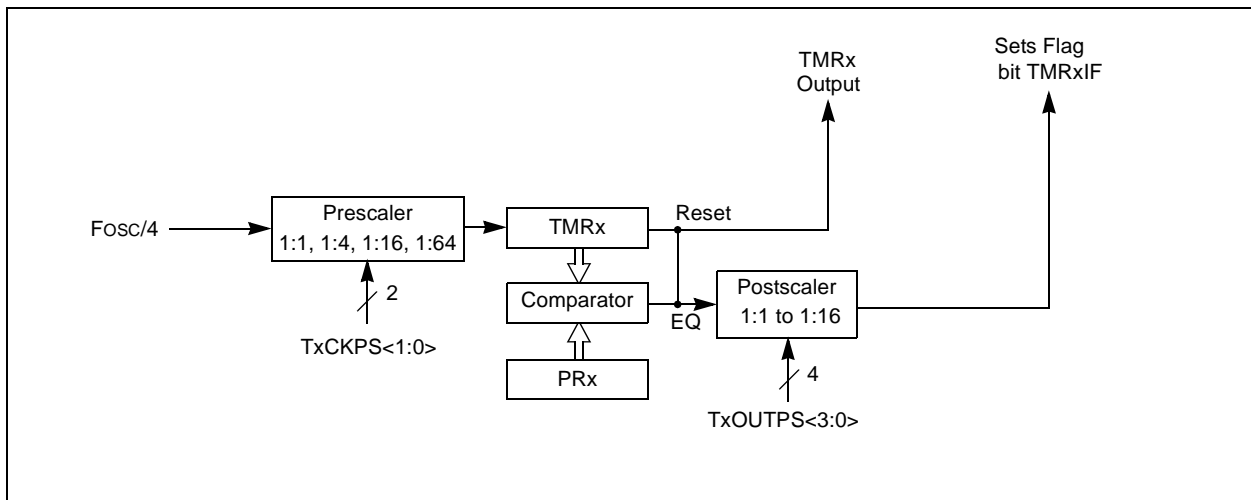 TMRx
Output
Sets Flag
bit TMRxIF
Fosc/4
Prescaler
1:1, 1:4, 1:16, 1:64
2
TxCKPS<1:0>
TMRx
Reset
Comparator
EQ
PRx
Postscaler
1:1 to 1:16
4
TxOUTPS<3:0>